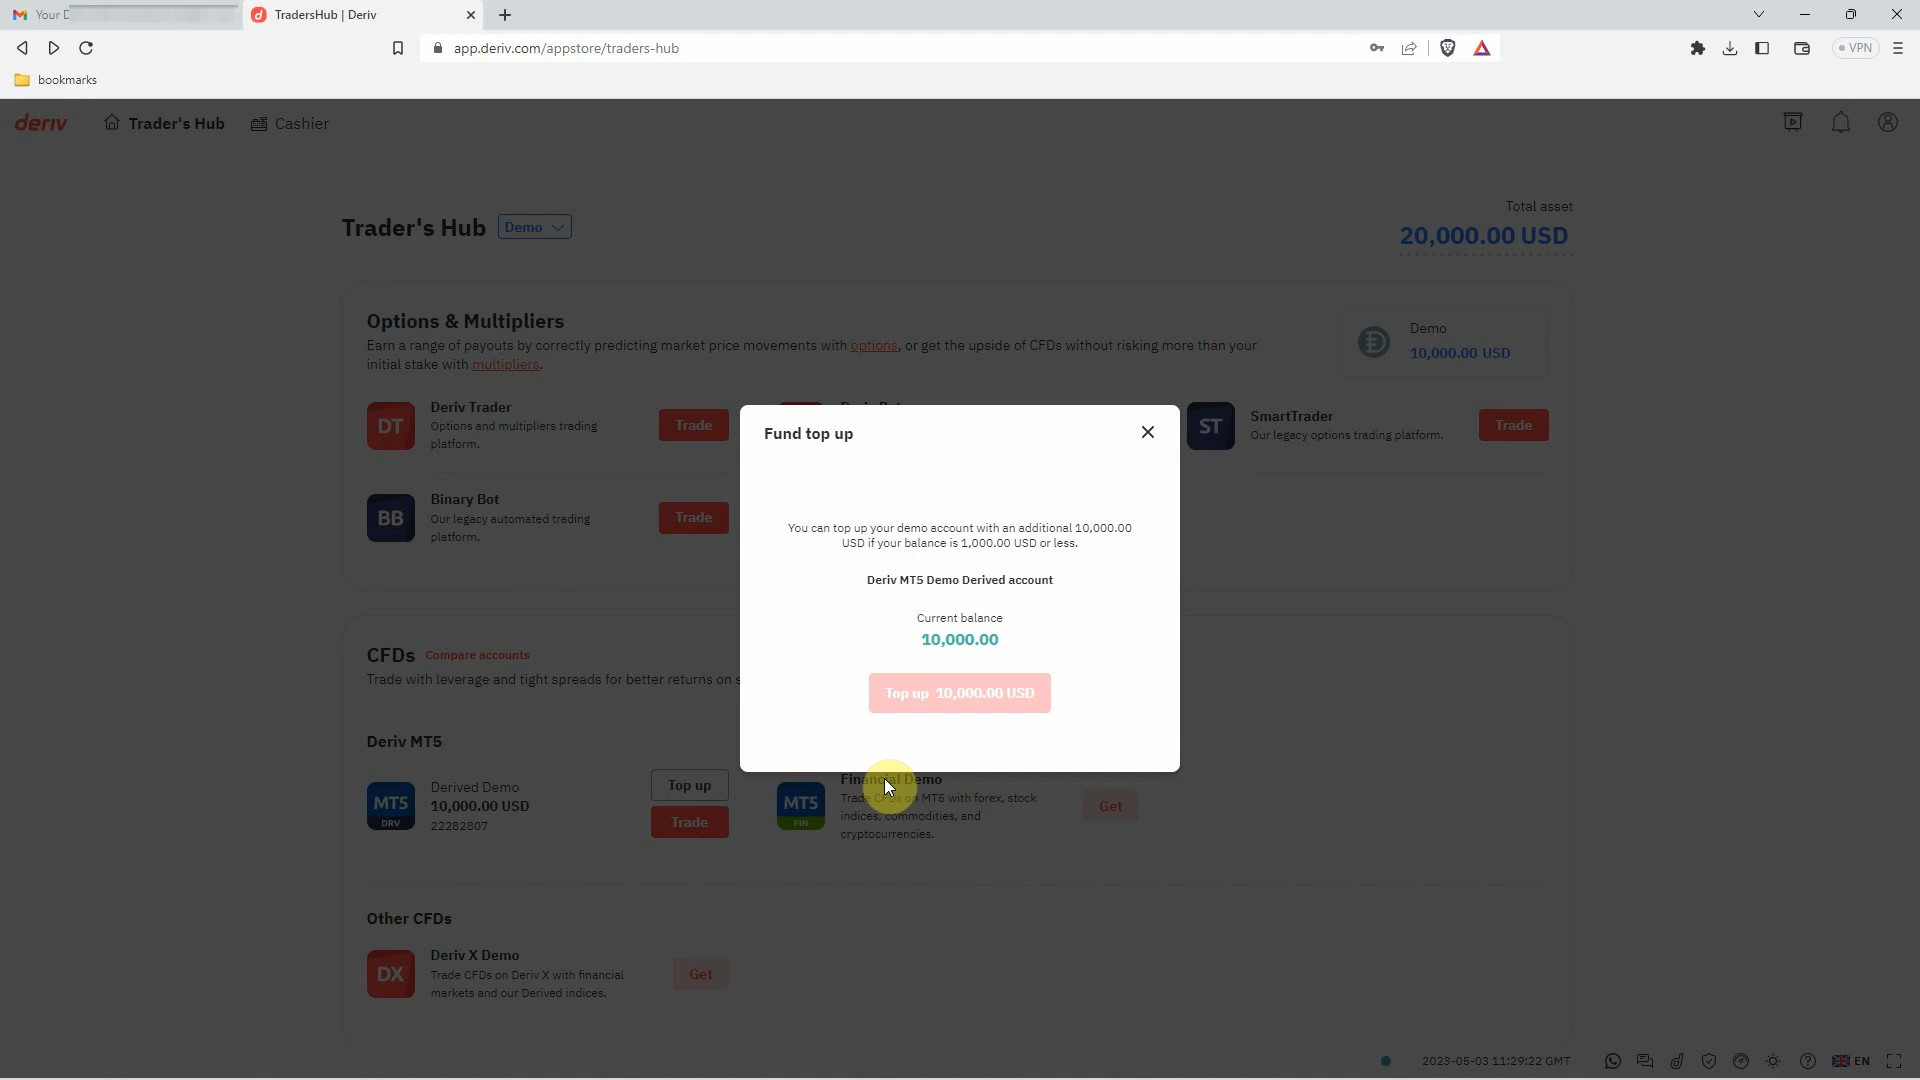 Your D
TradersHub | Deriv
app.deriv.com/appstore/traders-hub
VPN
bookmarks
deriv
Trader's Hub
Cashier
Total asset
Trader's Hub
Demo
20,000.00 USD
Options & Multipliers
Earn a range of payouts by correctly predicting market price movements with options, or get the upside of CFDs without risking more than your
initial stake with multipliers.
Demo
10,000.00 USD
DT
Deriv Trader
Options and multipliers trading
platform.
Trade
ST
SmartTrader
Our legacy options trading platform.
Trade
BB
Binary Bot
Our legacy automated trading
platform.
Trade
Fund top up
You can top up your demo account with an additional 10,000.00
USD if your balance is 1,000.00 USD or less.
Deriv MT5 Demo Derived account
Current balance
10,000.00
Top up 10,000.00 USD
CFDs
Compare accounts
Trade with leverage and tight spreads for better returns on
Deriv MT5
MT5
DRV
Derived Demo
10,000.00 USD
22282807
Top up
Trade
MT5
FIN
Financial Demo
Trade CFDs on MT5 with forex, stock
indices, commodities, and
cryptocurrencies.
Get
Other CFDs
DX
Deriv X Demo
Trade CFDs on Deriv X with financial
markets and our Derived indices.
Get
2023-05-03 11:29:22 GMT
EN